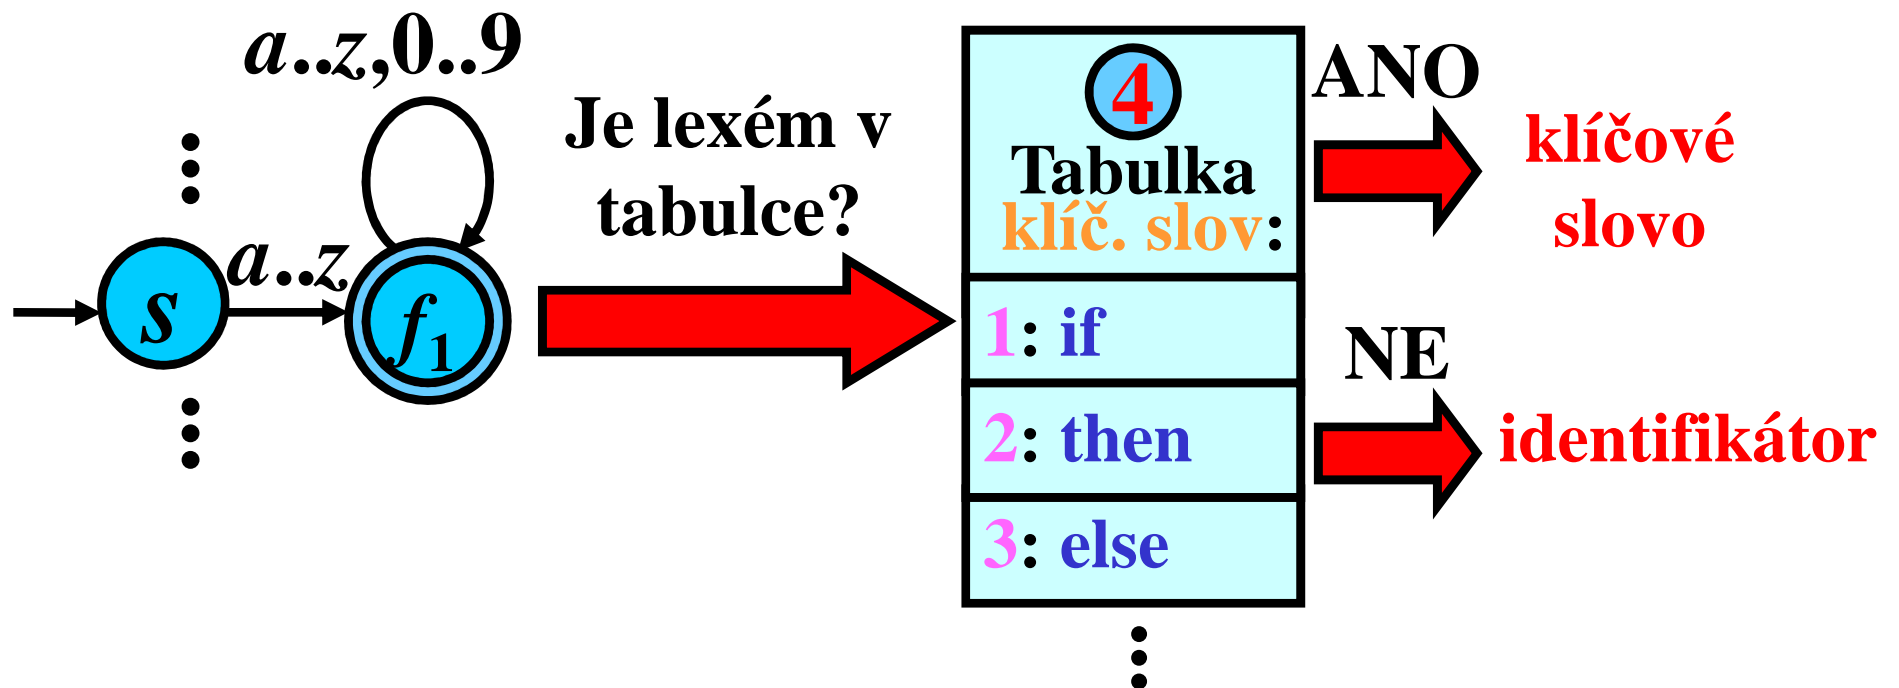 a..z,0..9
s
a..z
f1
Je lexém v
tabulce?
4
Tabulka
klíč. slov:
1: if
2: then
3: else
ANO
klíčové
slovo
NE
identifikátor